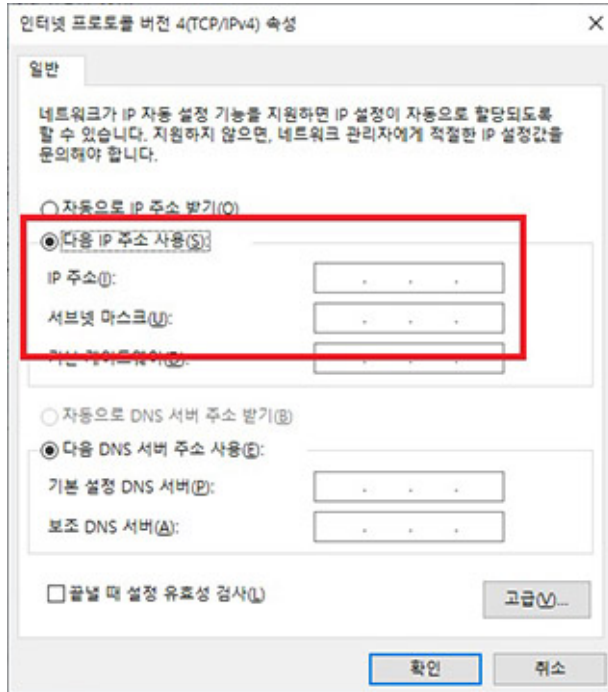 인터넷 프로토콜 버전 4(TCP/IPv4) 속성
일반
네트워크가 IP 자동 설정 기능을 지원하면 IP 설정이 자동으로 할당되도록
할 수 있습니다. 지원하지 않으면, 네트워크 관리자에게 적절한 IP 설정값을
문의해야 합니다.
자동으로 IP 주소 받기(O)
다음 IP 주소 사용(S):
IP 주소(I):
서브넷 마스크(U):
게이트웨이(D):
자동으로 DNS 서버 주소 받기(B)
다음 DNS 서버 주소 사용(E):
기본 설정 DNS 서버(P):
보조 DNS 서버(A):
끝낼 때 설정 유효성 검사(L)
고급(V)...
확인
취소